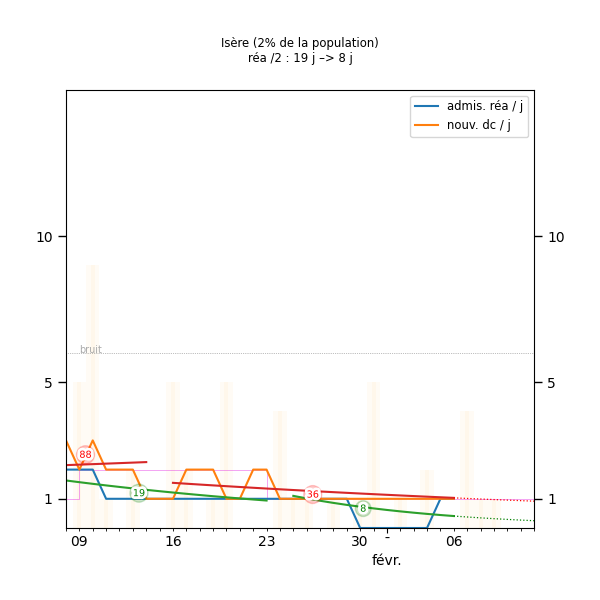 Isère (2% de la population)
réa /2 : 19 j –> 8 j
admis. réa / j
nouv. dc / j
10
10
bruit
5
5
88
19
36
8
1
1
09
16
23
30
-
06
févr.